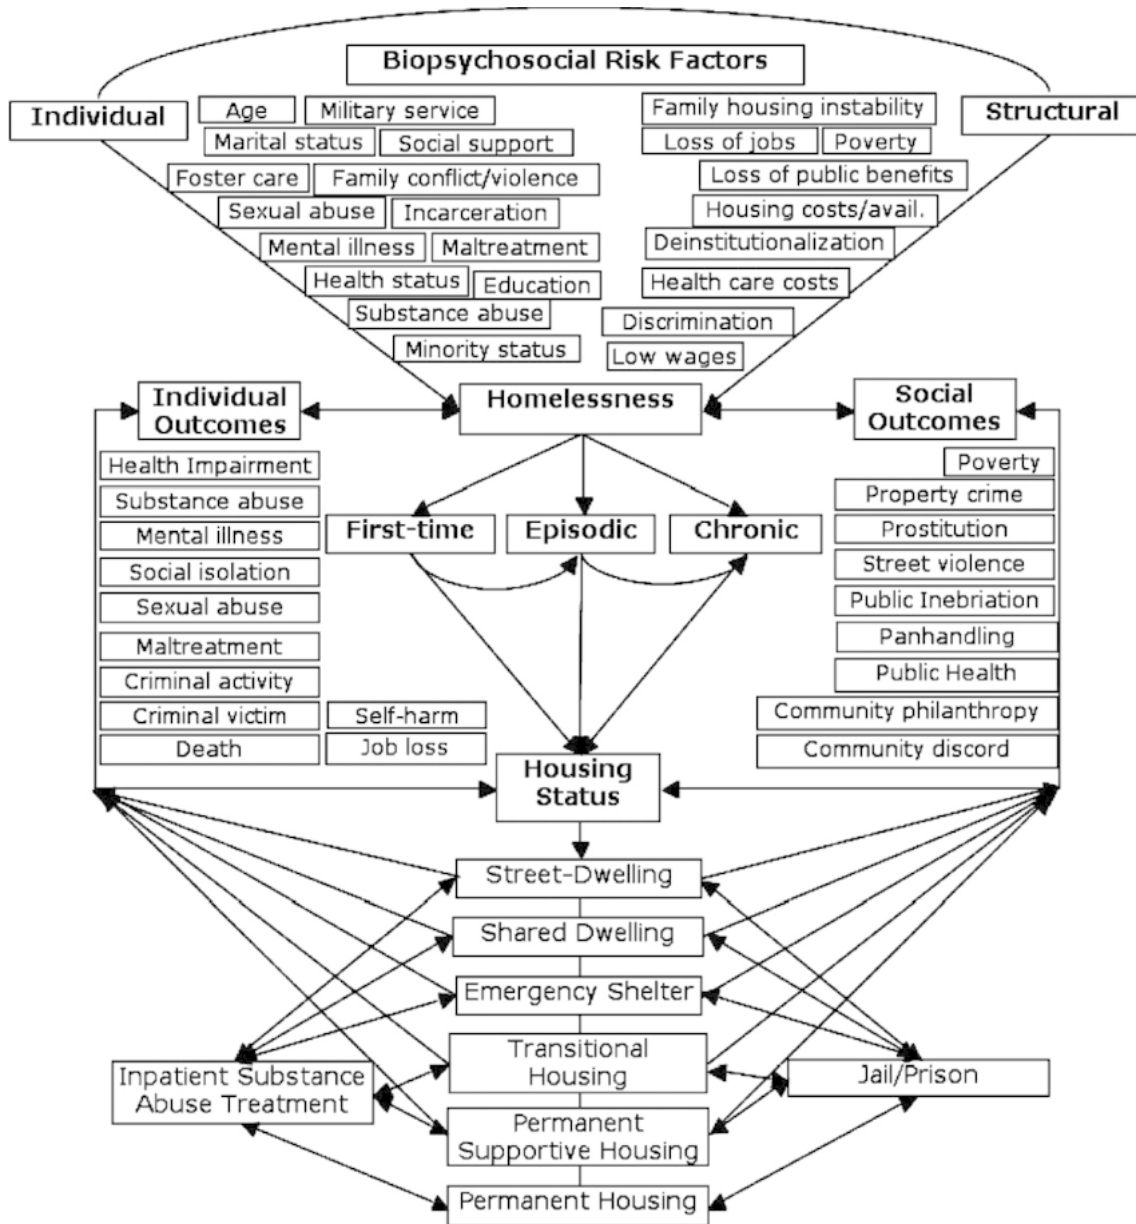 Biopsychosocial Risk Factors
Individual
Structural
Age
Military service
Family housing instability
Marital status
Social support
Loss of jobs
Poverty
Foster care
Family conflict/violence
Loss of public benefits
Sexual abuse
Incarceration
Housing costs/avail.
Mental illness
Maltreatment
Deinstitutionalization
Health status
Education
Health care costs
Substance abuse
Discrimination
Minority status
Low wages
Individual
Outcomes
Homelessness
Social
Outcomes
Health Impairment
Substance abuse
Mental illness
Social isolation
Sexual abuse
Maltreatment
Criminal activity
Criminal victim
Self-harm
Death
Job loss
First-time
Episodic
Chronic
Poverty
Property crime
Prostitution
Street violence
Public Inebriation
Panhandling
Public Health
Community philanthropy
Community discord
Housing
Status
Street-Dwelling
Shared Dwelling
Emergency Shelter
Transitional
Housing
Inpatient Substance
Abuse Treatment
Jail/Prison
Permanent
Supportive Housing
Permanent Housing